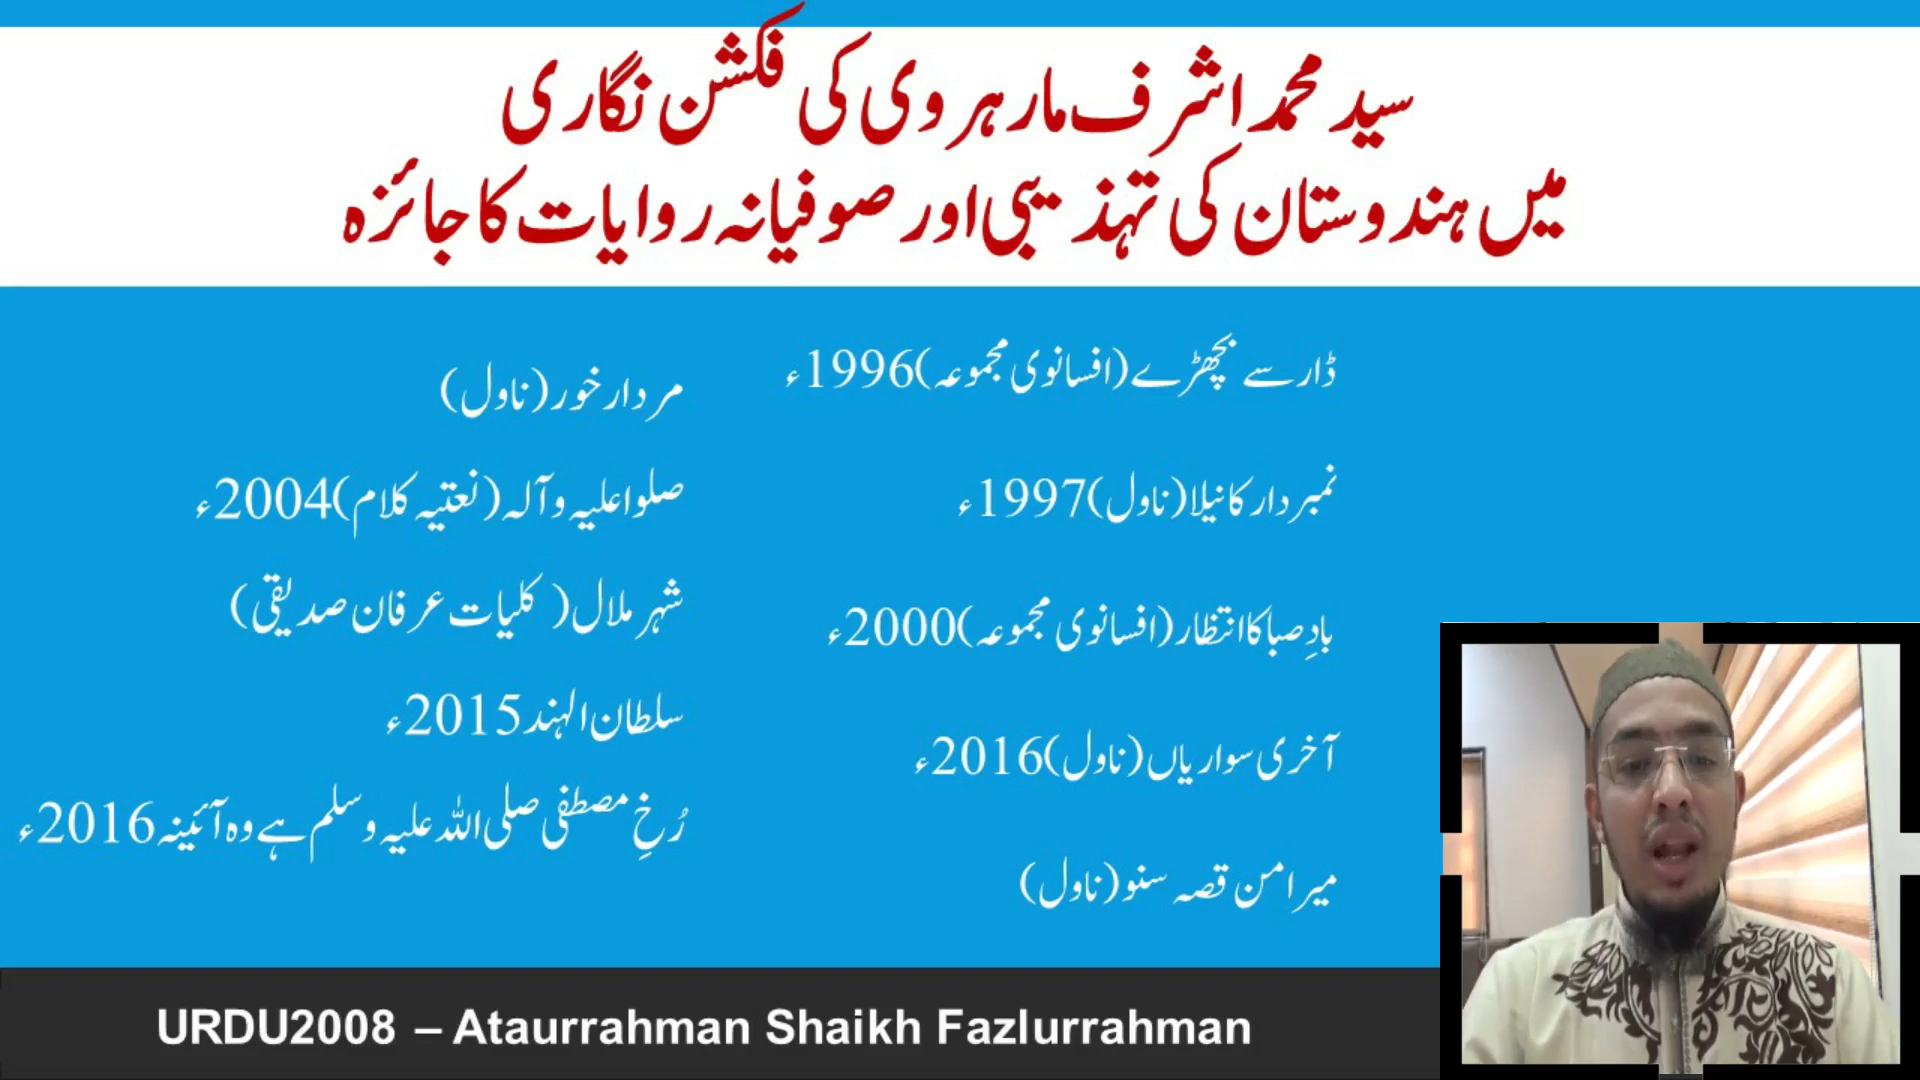 سید محمد اشرف مارہروی کی فکشن نگاری
میں ہندوستان کی تہذیبی اور صوفیانہ روایات کا جائزہ
ڈار سے بچھڑے (افسانوی مجموعہ) 1996ء
نمبردار کا نیلا (ناول) 1997ء
بادِ صبا کا انتظار (افسانوی مجموعہ) 2000ء
آخری سواریاں (ناول) 2016ء
میر امن قصہ سنو (ناول)
مردار خور (ناول)
صلوا علیہ و آلہ (نعتیہ کلام) 2004ء
شہر ملال (کلیات عرفان صدیقی)
سلطان الہند 2015ء
رُخِ مصطفی صلی اللہ علیہ وسلم ہے وہ آئینہ 2016ء
URDU2008 – Ataurrahman Shaikh Fazlurrahman